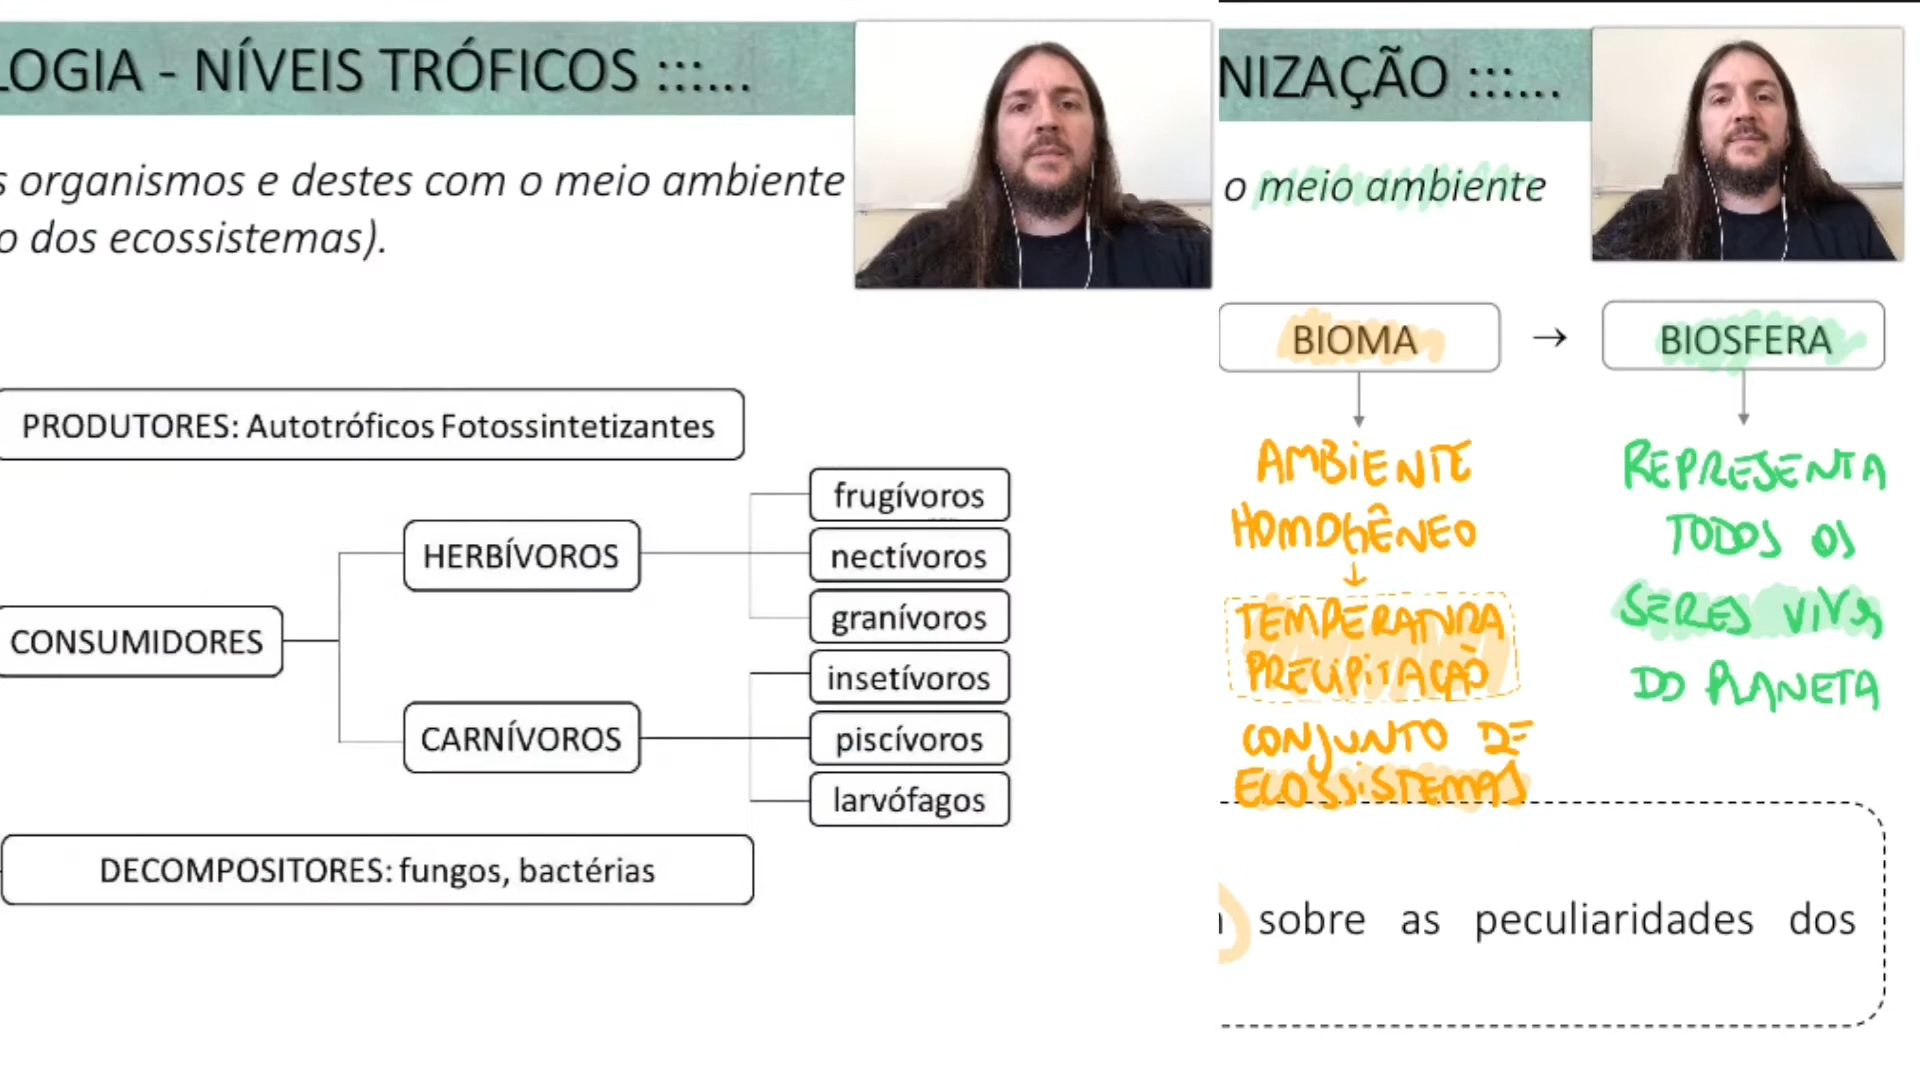 LOGIA - NÍVEIS TRÓFICOS :::...
s organismos e destes com o meio ambiente
o dos ecossistemas).
PRODUTORES: Autotróficos Fotossintetizantes
CONSUMIDORES
HERBÍVOROS
frugívoros
nectívoros
granívoros
CARNÍVOROS
insetívoros
piscívoros
larvófagos
DECOMPOSITORES: fungos, bactérias
NIZAÇÃO :::...
o meio ambiente
BIOMA → BIOSFERA
AMBIENTE
HOMOGÊNEO
TEMPERATURA
PRECIPITAÇÃO
CONJUNTO DE
ECOSSISTEMAS
REPRESENTA
TODOS OS
SERES VIVOS
DO PLANETA
sobre as peculiaridades dos